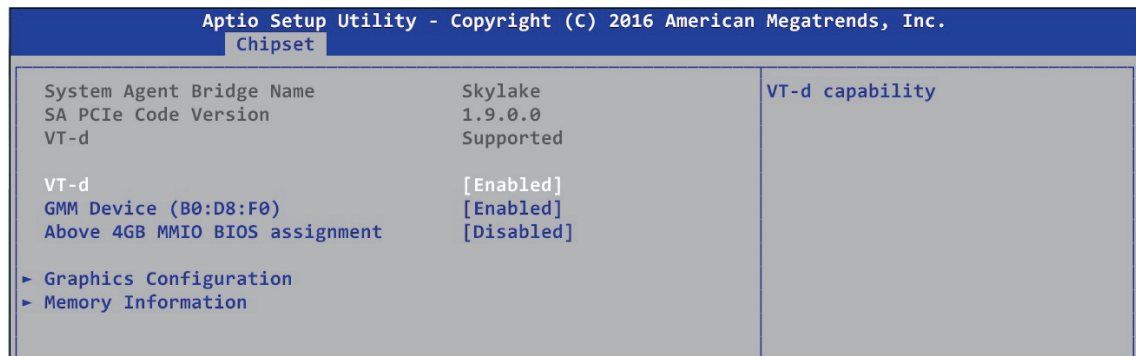 Aptio Setup Utility - Copyright (C) 2016 American Megatrends, Inc.
Chipset
System Agent Bridge Name Skylake VT-d capability
SA PCIe Code Version 1.9.0.0
VT-d Supported
VT-d [Enabled]
GMM Device (B0:D8:F0) [Enabled]
Above 4GB MMIO BIOS assignment [Disabled]
► Graphics Configuration
► Memory Information